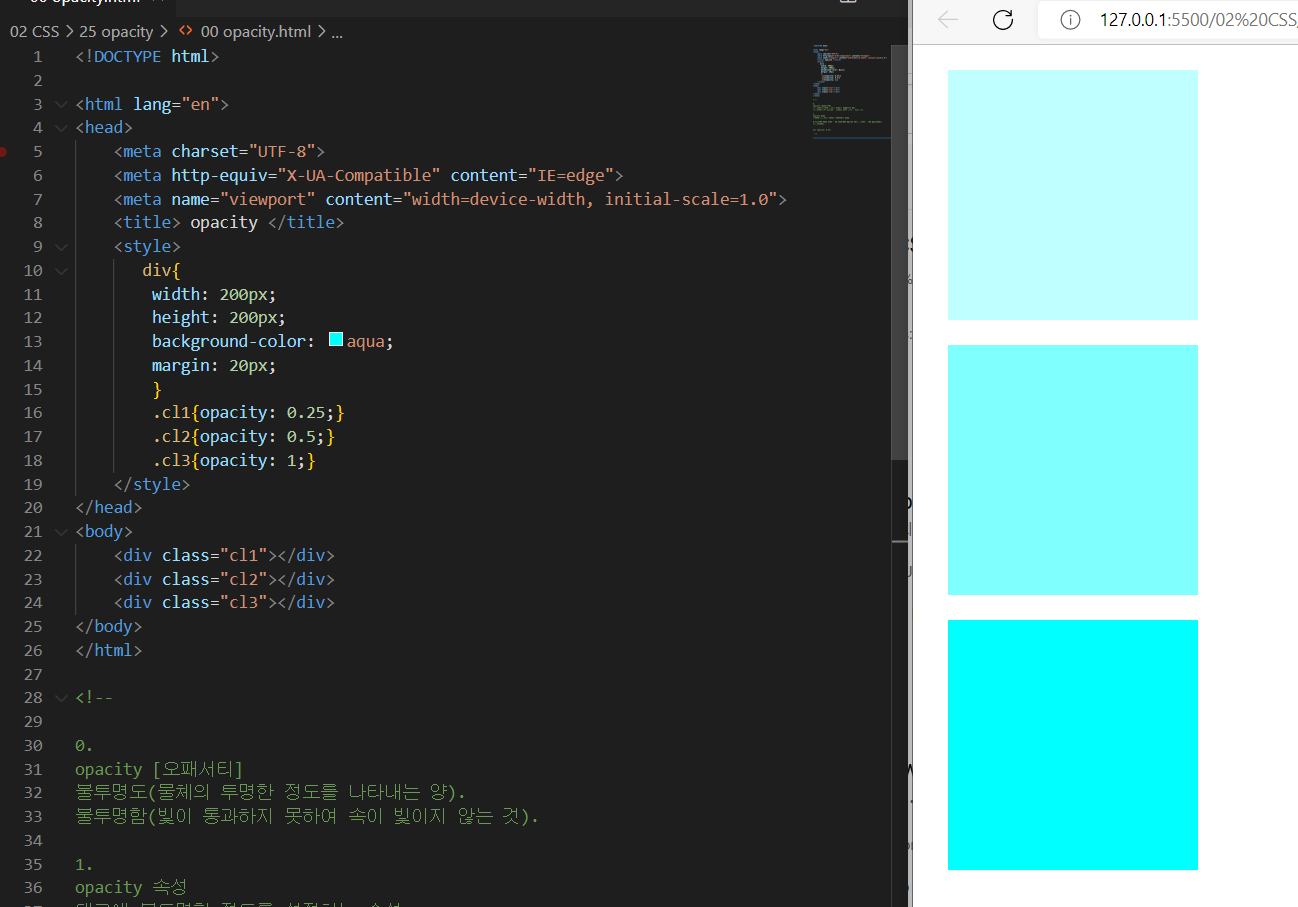 02 CSS > 25 opacity > <> 00 opacity.html > ...
127.0.0.1:5500/02%20CSS/
1 <!DOCTYPE html>
2
3 <html lang="en">
4 <head>
5 <meta charset="UTF-8">
6 <meta http-equiv="X-UA-Compatible" content="IE=edge">
7 <meta name="viewport" content="width=device-width, initial-scale=1.0">
8 <title> opacity </title>
9 <style>
10 div{
11 width: 200px;
12 height: 200px;
13 background-color: aqua;
14 margin: 20px;
15 }
16 .cl1{opacity: 0.25;}
17 .cl2{opacity: 0.5;}
18 .cl3{opacity: 1;}
19 </style>
20 </head>
21 <body>
22 <div class="cl1"></div>
23 <div class="cl2"></div>
24 <div class="cl3"></div>
25 </body>
26 </html>
27
28 <!--
29
30 0.
31 opacity [오패서티]
32 불투명도(물체의 투명한 정도를 나타내는 양).
33 불투명함(빛이 통과하지 못하여 속이 빛이지 않는 것).
34
35 1.
36 opacity 속성